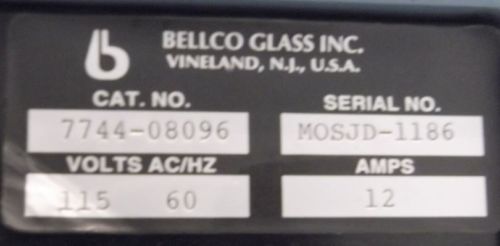 BELLCO GLASS INC.
VINELAND, N.J., U.S.A.
CAT. NO. SERIAL NO.
7744-08096 MOSJD-1186
VOLTS AC/HZ AMPS
115 60 12